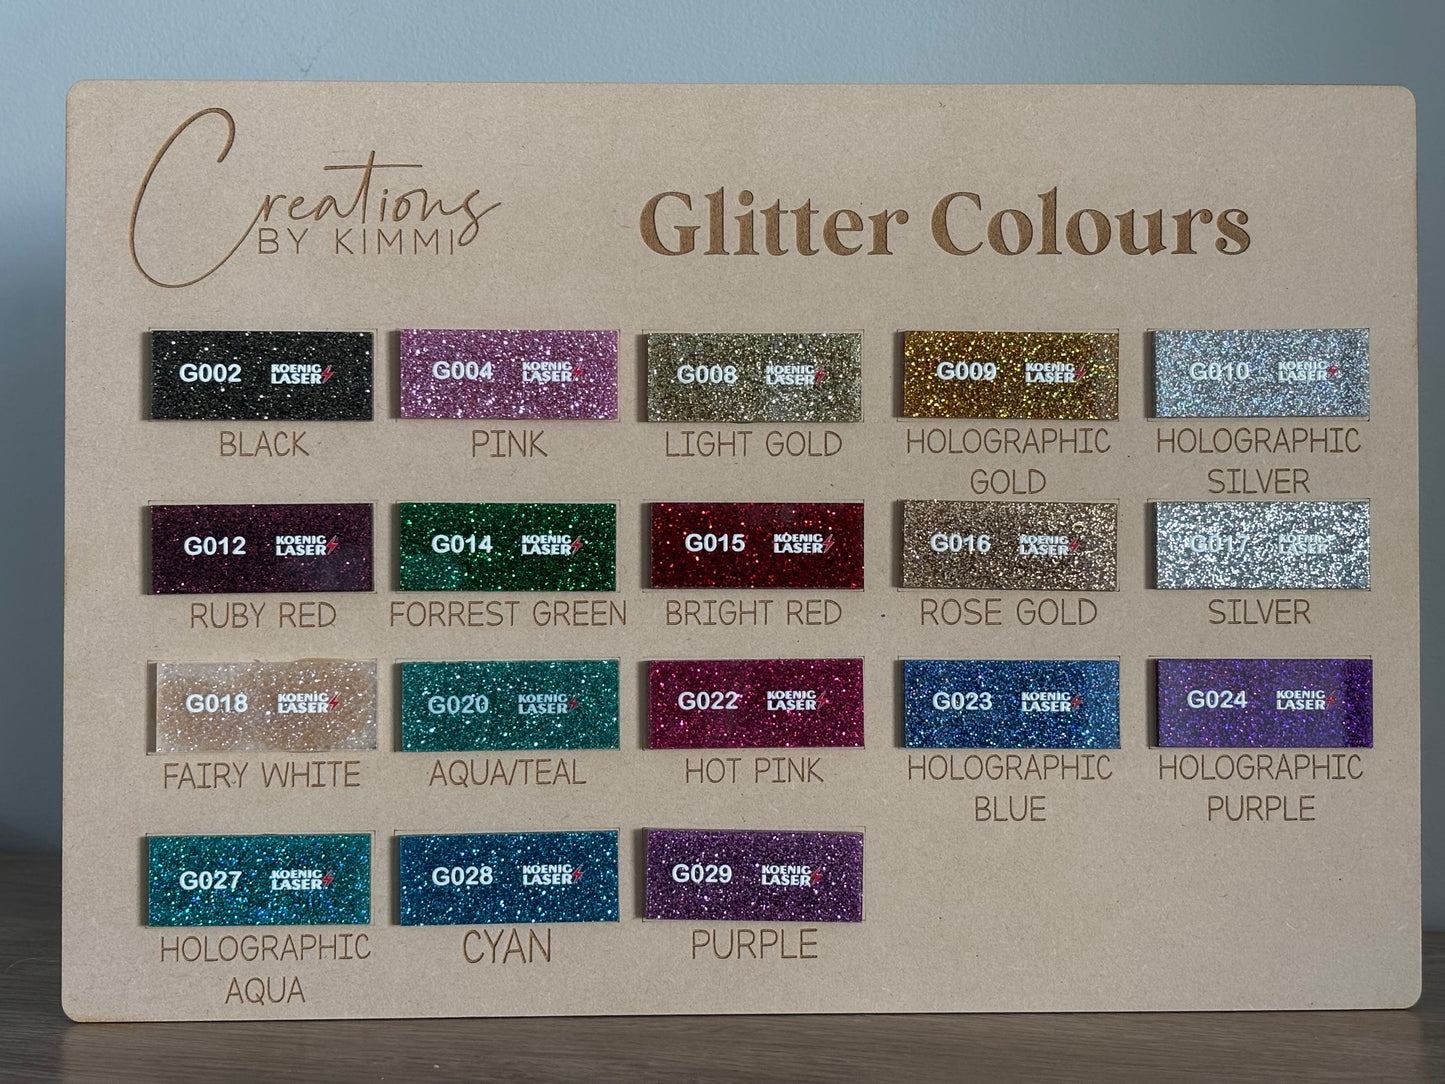 Creations
BY KIMMI
Glitter Colours
G002 KOENIG LASER
G004 KOENIG LASER
G008 KOENIG LASER
G009 KOENIG LASER
G010 KOENIG LASER
BLACK
PINK
LIGHT GOLD
HOLOGRAPHIC
GOLD
HOLOGRAPHIC
SILVER
G012 KOENIG LASER
G014 KOENIG LASER
G015 KOENIG LASER
G016 KOENIG LASER
G017 KOENIG LASER
RUBY RED
FORREST GREEN
BRIGHT RED
ROSE GOLD
SILVER
G018 KOENIG LASER
G020 KOENIG LASER
G022 KOENIG LASER
G023 KOENIG LASER
G024 KOENIG LASER
FAIRY WHITE
AQUA/TEAL
HOT PINK
HOLOGRAPHIC
BLUE
HOLOGRAPHIC
PURPLE
G027 KOENIG LASER
G028 KOENIG LASER
G029 KOENIG LASER
HOLOGRAPHIC
AQUA
CYAN
PURPLE